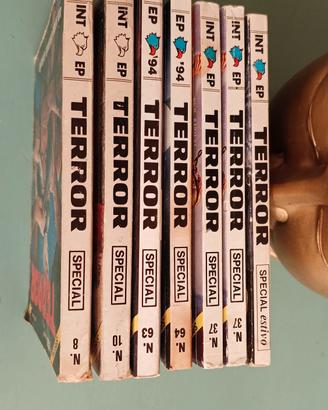 INT EP TERROR SPECIAL N. 8
INT EP TERROR SPECIAL N. 10
EP '94 TERROR SPECIAL N. 63
EP '94 TERROR SPECIAL N. 64
INT EP TERROR SPECIAL N. 37
INT EP TERROR SPECIAL N. 37
INT EP TERROR SPECIAL estivo